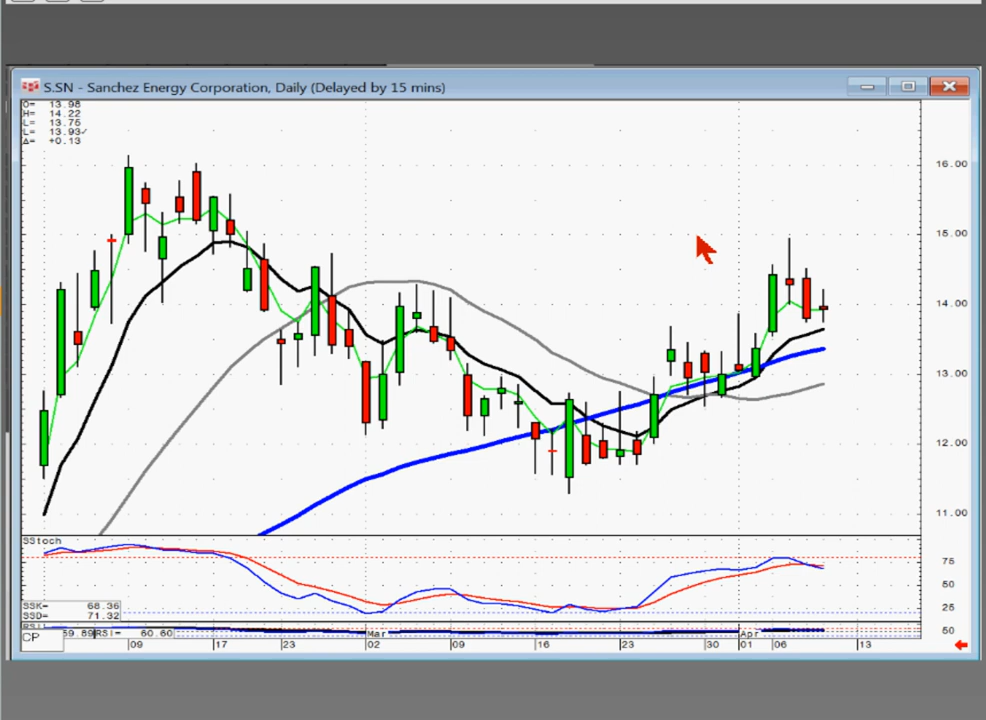 S.SN - Sanchez Energy Corporation, Daily (Delayed by 15 mins)
O= 13.98
H= 14.22
L= 13.75
L= 13.93✓
Δ= +0.13
16.00
15.00
14.00
13.00
12.00
11.00
SStoch
75
50
25
SSK= 68.36
SSD= 71.32
RSI= 60.60
50
CP
09 17 23 02 09 16 23 30 01 06 13
Mar Apr